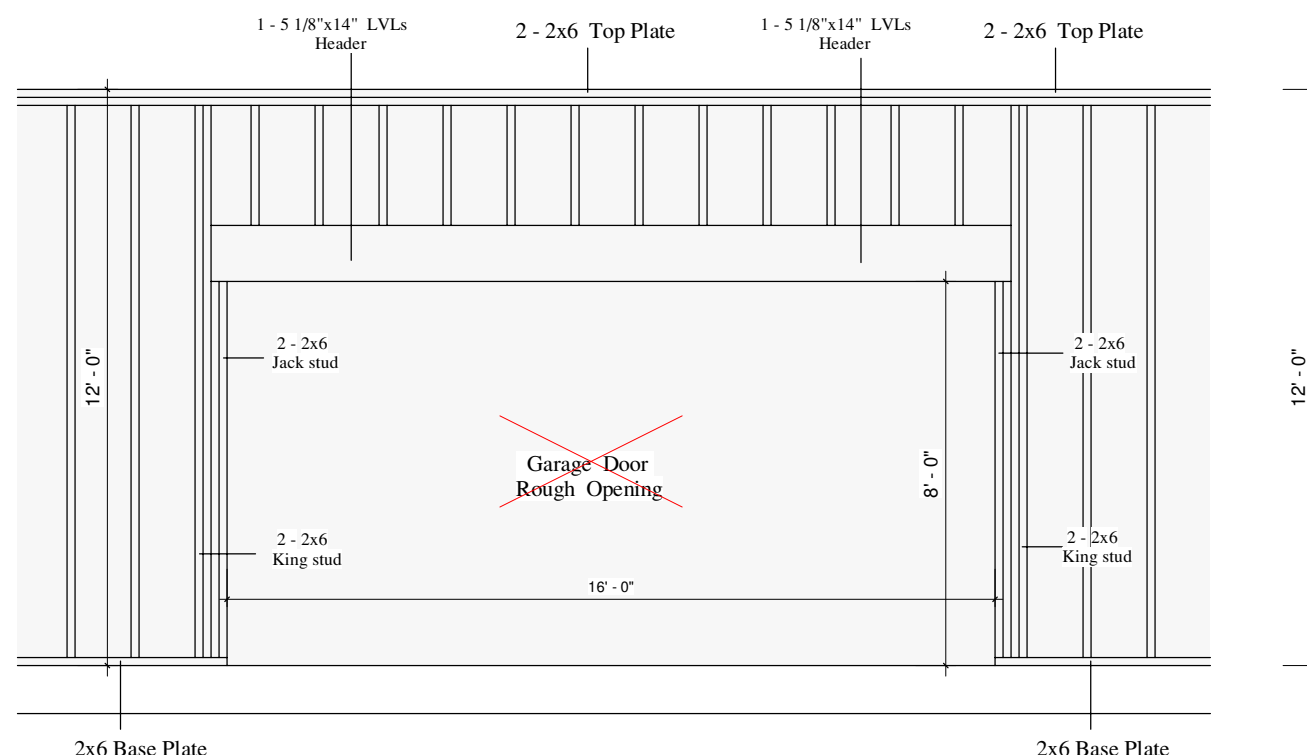 1 - 5 1/8"x14" LVLs
Header
2 - 2x6 Top Plate
1 - 5 1/8"x14" LVLs
Header
2 - 2x6 Top Plate
12' - 0"
2 - 2x6
Jack stud
2 - 2x6
Jack stud
12' - 0"
Garage Door
Rough Opening
8' - 0"
2 - 2x6
King stud
2 - 2x6
King stud
16' - 0"
2x6 Base Plate
2x6 Base Plate